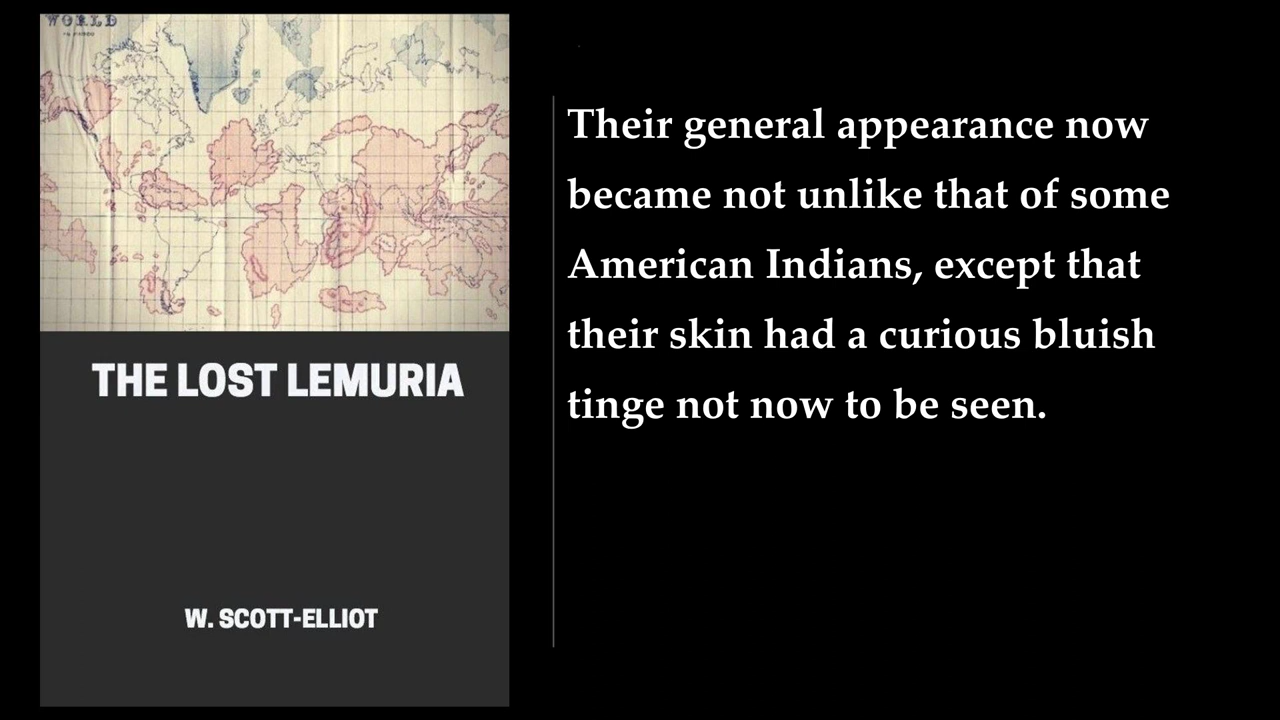 WORLD
THE LOST LEMURIA
W. SCOTT-ELLIOT
Their general appearance now
became not unlike that of some
American Indians, except that
their skin had a curious bluish
tinge not now to be seen.